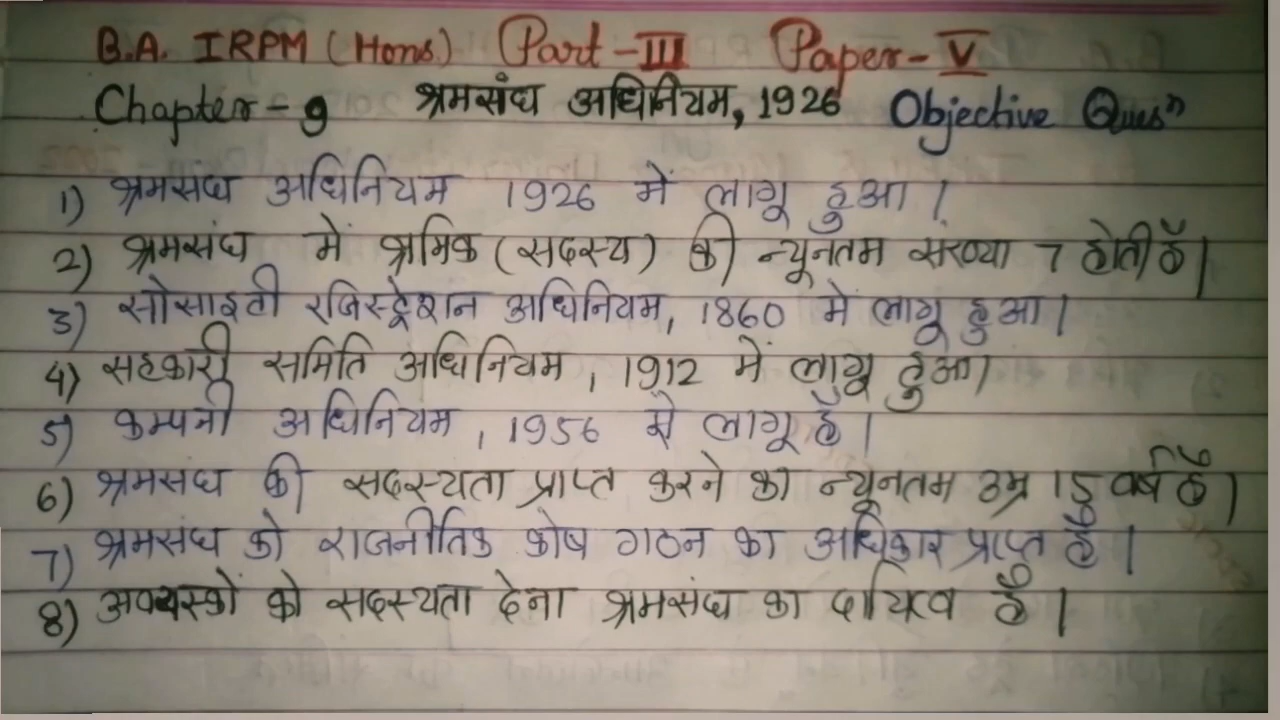 B.A. IRPM (Hons.) Part-III Paper-V
Chapter-9 श्रमसंघ अधिनियम, 1926 Objective Quesn
1) श्रमसंघ अधिनियम 1926 में लागू हुआ।
2) श्रमसंघ में श्रमिक (सदस्य) की न्यूनतम संख्या 7 होती है।
3) सोसाइटी रजिस्ट्रेशन अधिनियम, 1860 में लागू हुआ।
4) सहकारी समिति अधिनियम, 1912 में लागू हुआ।
5) कम्पनी अधिनियम, 1956 से लागू है।
6) श्रमसंघ की सदस्यता प्राप्त करने का न्यूनतम उम्र 15 वर्ष है।
7) श्रमसंघ को राजनीतिक कोष गठन का अधिकार प्राप्त है।
8) अवयस्कों को सदस्यता देना श्रमसंघ का दायित्व है।